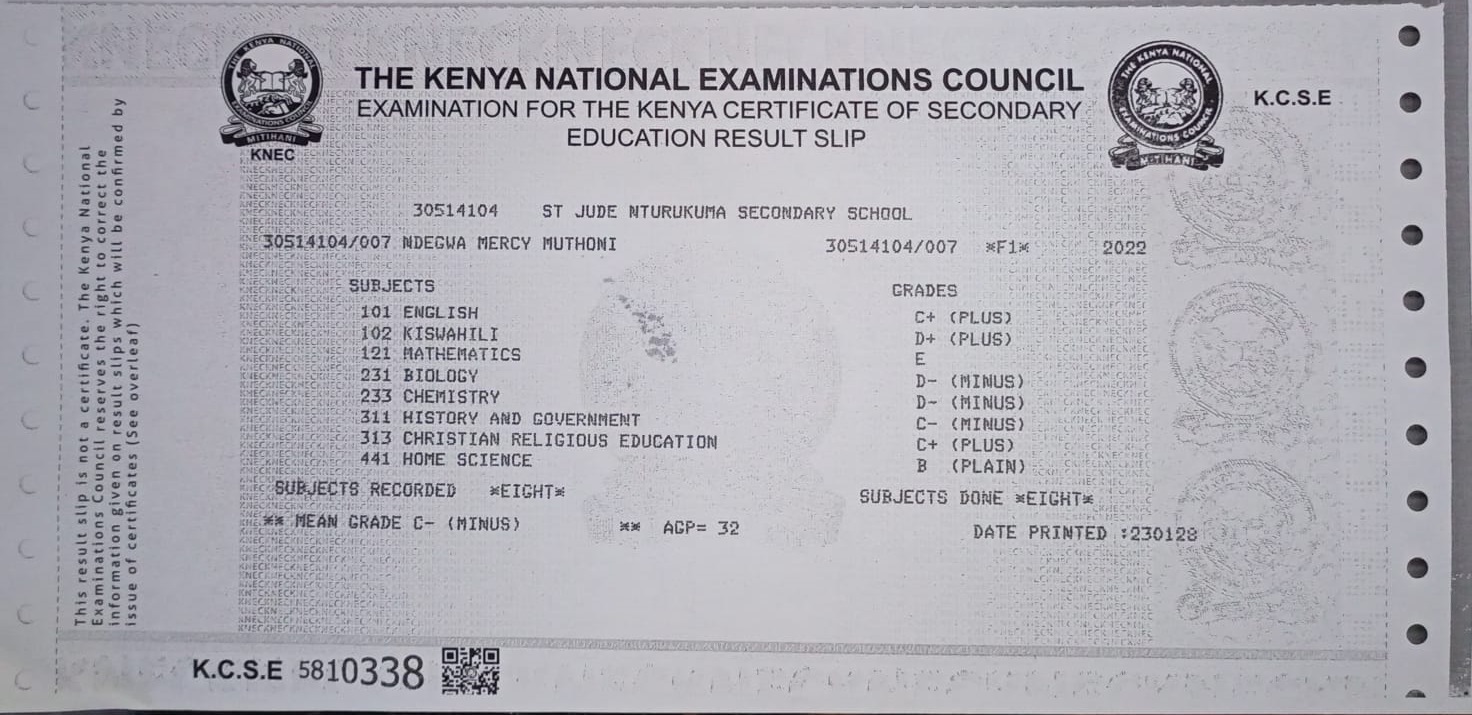 THE KENYA NATIONAL EXAMINATIONS COUNCIL
K.C.S.E
EXAMINATION FOR THE KENYA CERTIFICATE OF SECONDARY
EDUCATION RESULT SLIP
THE KENYA NATIONAL
EXAMINATIONS COUNCIL
MITIHANI
KNEC
THE KENYA NATIONAL
EXAMINATIONS COUNCIL
MITIHANI
30514104 ST JUDE NTURUKUMA SECONDARY SCHOOL
30514104/007 NDEGWA MERCY MUTHONI 30514104/007 *F1* 2022
SUBJECTS GRADES
101 ENGLISH C+ (PLUS)
102 KISWAHILI D+ (PLUS)
121 MATHEMATICS E
231 BIOLOGY D- (MINUS)
233 CHEMISTRY D- (MINUS)
311 HISTORY AND GOVERNMENT C- (MINUS)
313 CHRISTIAN RELIGIOUS EDUCATION C+ (PLUS)
441 HOME SCIENCE B (PLAIN)
SUBJECTS RECORDED *EIGHT* SUBJECTS DONE *EIGHT*
** MEAN GRADE C- (MINUS) ** AGP= 32 DATE PRINTED :230128
K.C.S.E 5810338
This result slip is not a certificate. The Kenya National
Examinations Council reserves the right to correct the
information given on result slips which will be confirmed by
issue of certificates (See overleaf)